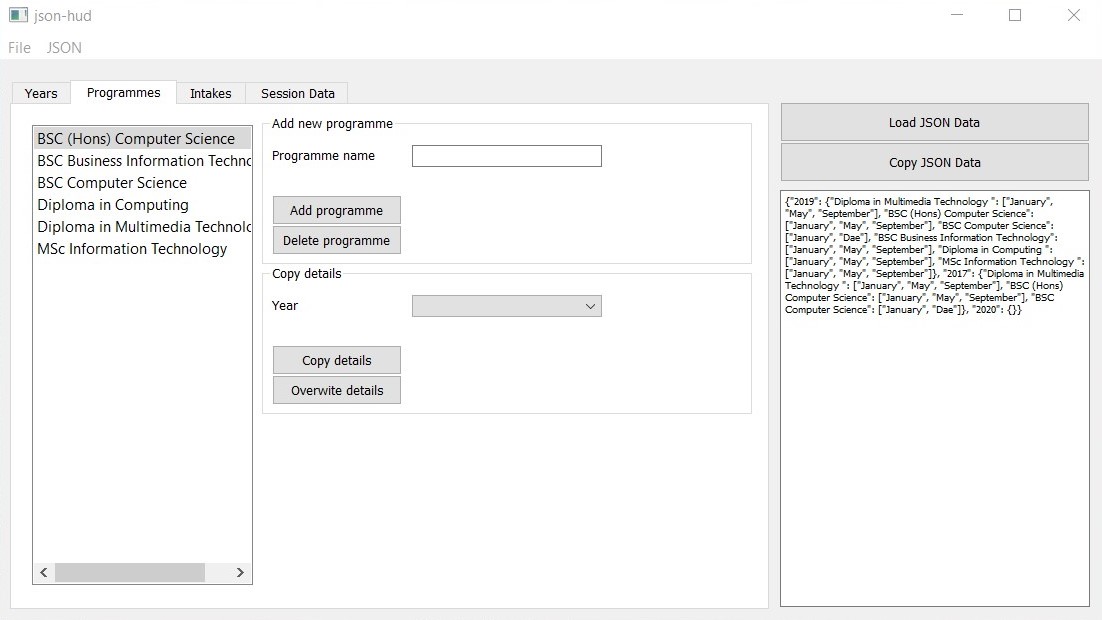 json-hud
File JSON
Years Programmes Intakes Session Data
BSC (Hons) Computer Science
BSC Business Information Techno
BSC Computer Science
Diploma in Computing
Diploma in Multimedia Technolo
MSc Information Technology
Add new programme
Programme name
Add programme
Delete programme
Copy details
Year
Copy details
Overwite details
Load JSON Data
Copy JSON Data
{"2019": {"Diploma in Multimedia Technology ": ["January",
"May", "September"], "BSC (Hons) Computer Science":
["January", "May", "September"], "BSC Computer Science":
["January", "Dae"], "BSC Business Information Technology":
["January", "May", "September"], "Diploma in Computing ":
["January", "May", "September"], "MSc Information Technology ":
["January", "May", "September"]}, "2017": {"Diploma in Multimedia
Technology ": ["January", "May", "September"], "BSC (Hons)
Computer Science": ["January", "May", "September"], "BSC
Computer Science": ["January", "Dae"]}, "2020": {}}